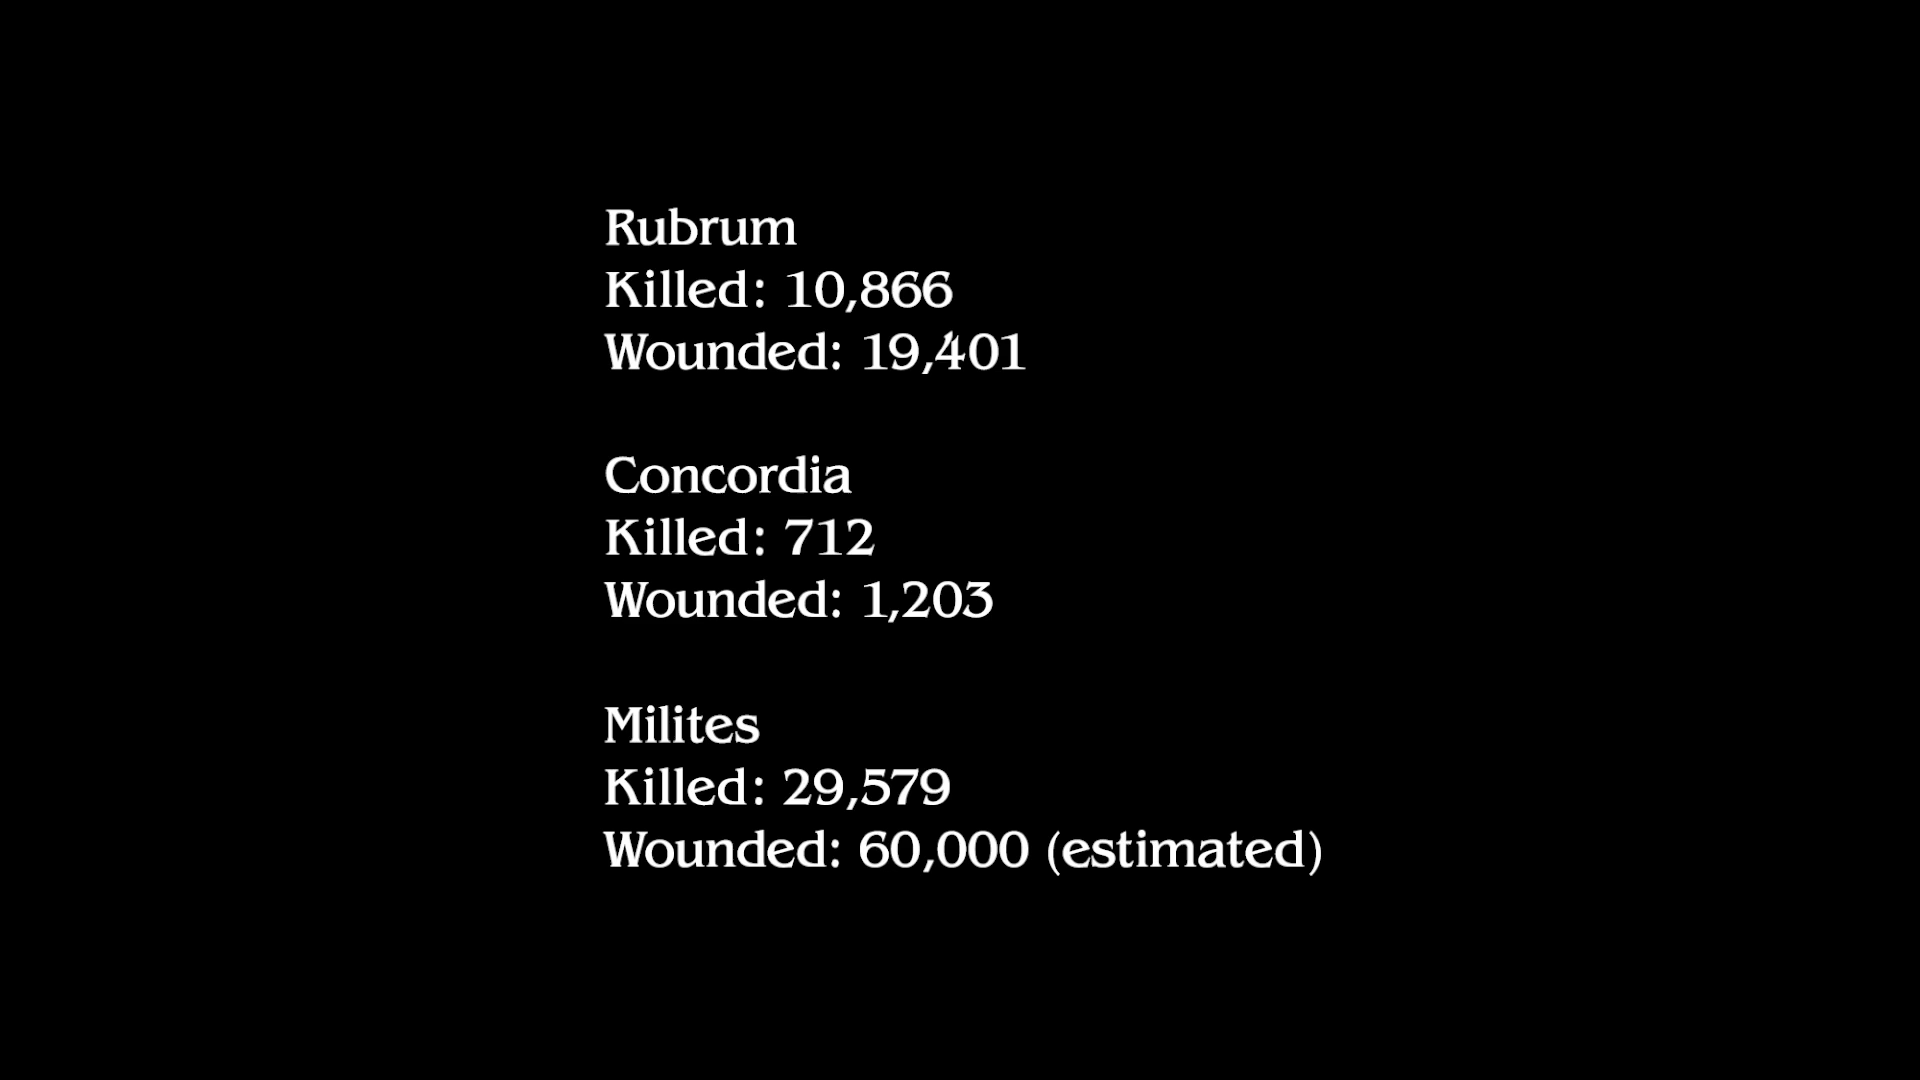 Rubrum
Killed: 10,866
Wounded: 19,401
Concordia
Killed: 712
Wounded: 1,203
Milites
Killed: 29,579
Wounded: 60,000 (estimated)